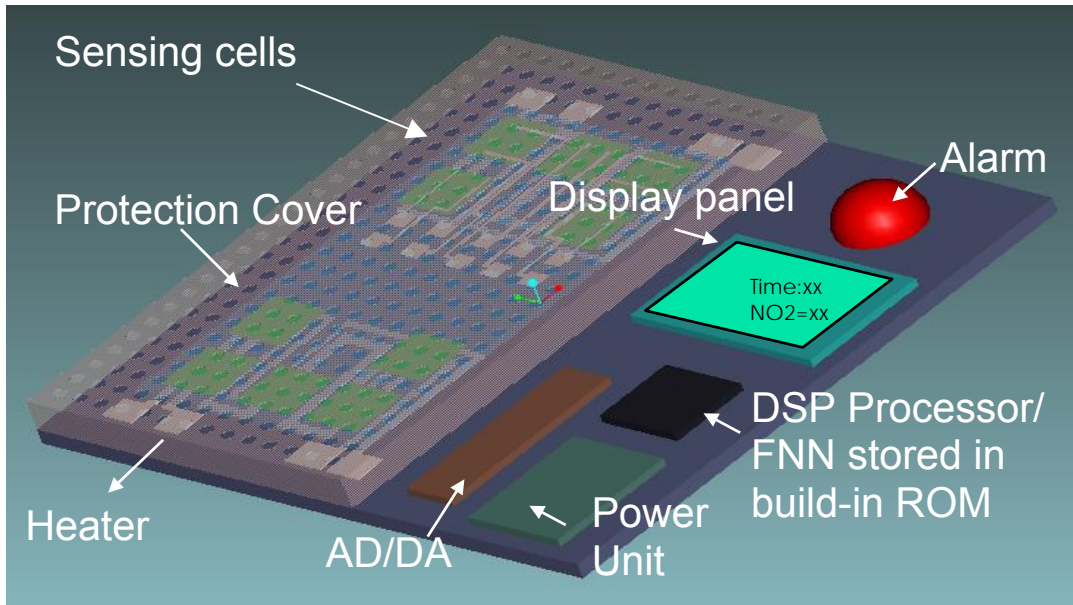 Sensing cells
Alarm
Display panel
Protection Cover
Time:xx
NO2=xx
DSP Processor/
FNN stored in
build-in ROM
Power
Unit
Heater
AD/DA